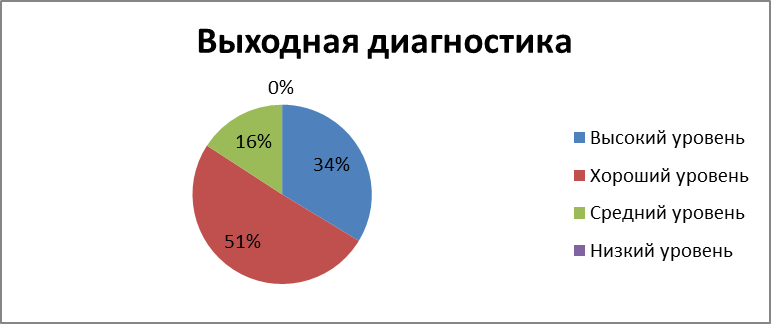 Выходная диагностика
0%
16%
34%
51%
Высокий уровень
Хороший уровень
Средний уровень
Низкий уровень